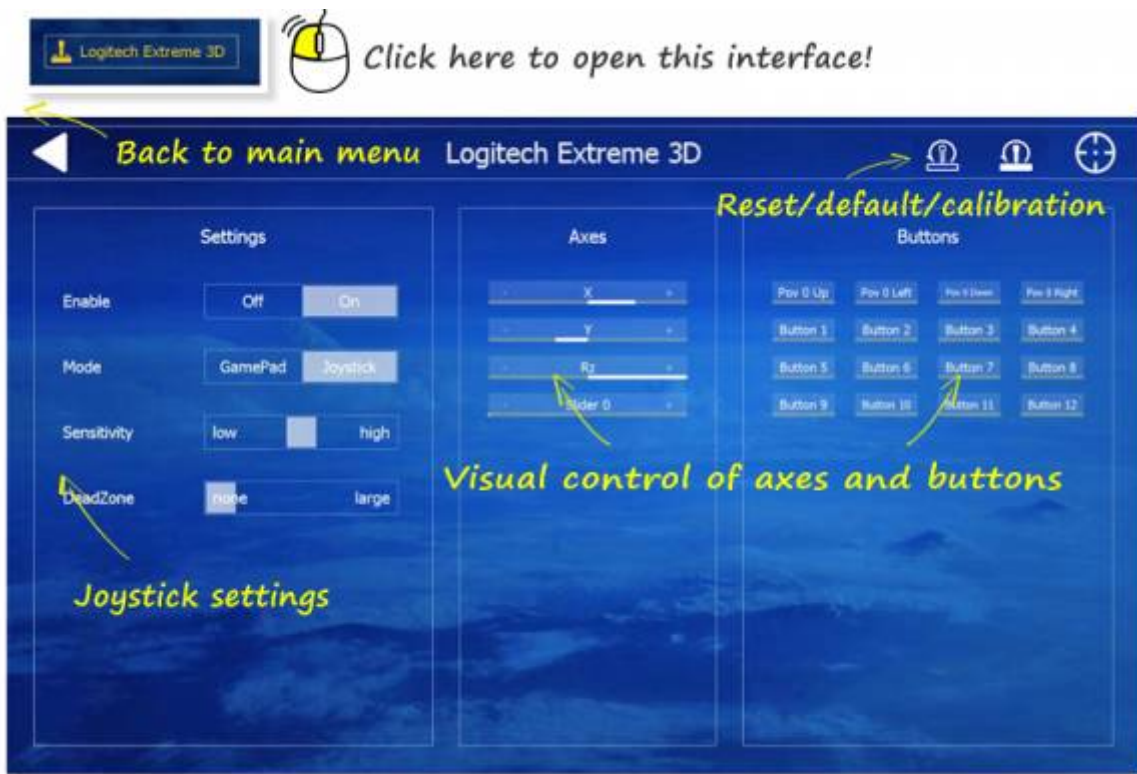 Logitech Extreme 3D
Click here to open this interface!
Back to main menu
Logitech Extreme 3D
Reset/default/calibration
Settings
Axes
Buttons
Enable
Off
On
Mode
GamePad
Joystick
Sensitivity
low
high
DeadZone
none
large
- X +
- Y +
- Rz +
- Slider 0 +
Pov 0 Up Pov 0 Left Pov 0 Down Pov 0 Right
Button 1 Button 2 Button 3 Button 4
Button 5 Button 6 Button 7 Button 8
Button 9 Button 10 Button 11 Button 12
Visual control of axes and buttons
Joystick settings